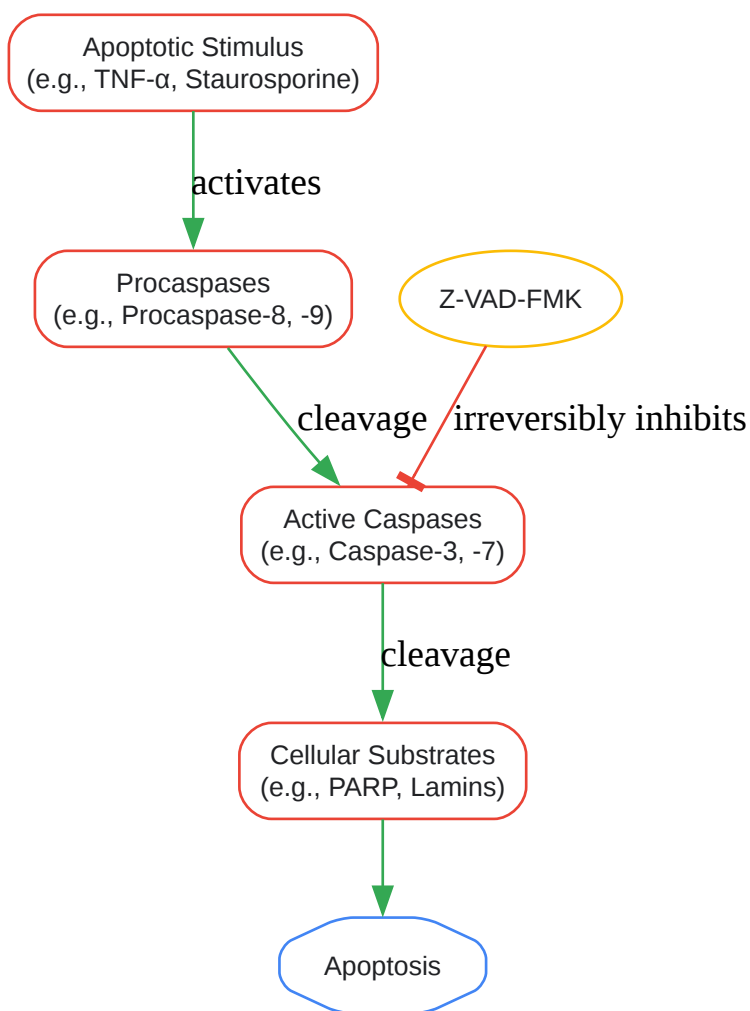 Apoptotic Stimulus
(e.g., TNF-α, Staurosporine)
activates
Procaspases
(e.g., Procaspase-8, -9)
Z-VAD-FMK
cleavage
irreversibly inhibits
Active Caspases
(e.g., Caspase-3, -7)
cleavage
Cellular Substrates
(e.g., PARP, Lamins)
Apoptosis